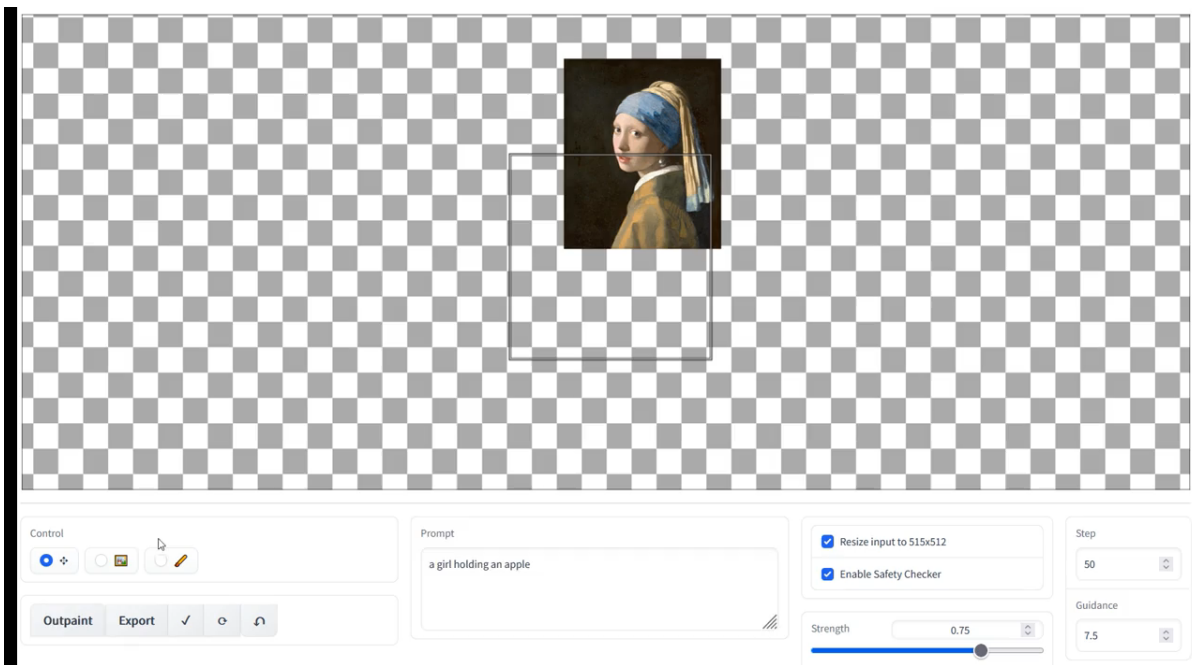 Control
Outpaint
Export
Prompt
a girl holding an apple
Resize input to 515x512
Enable Safety Checker
Strength
0.75
Step
50
Guidance
7.5